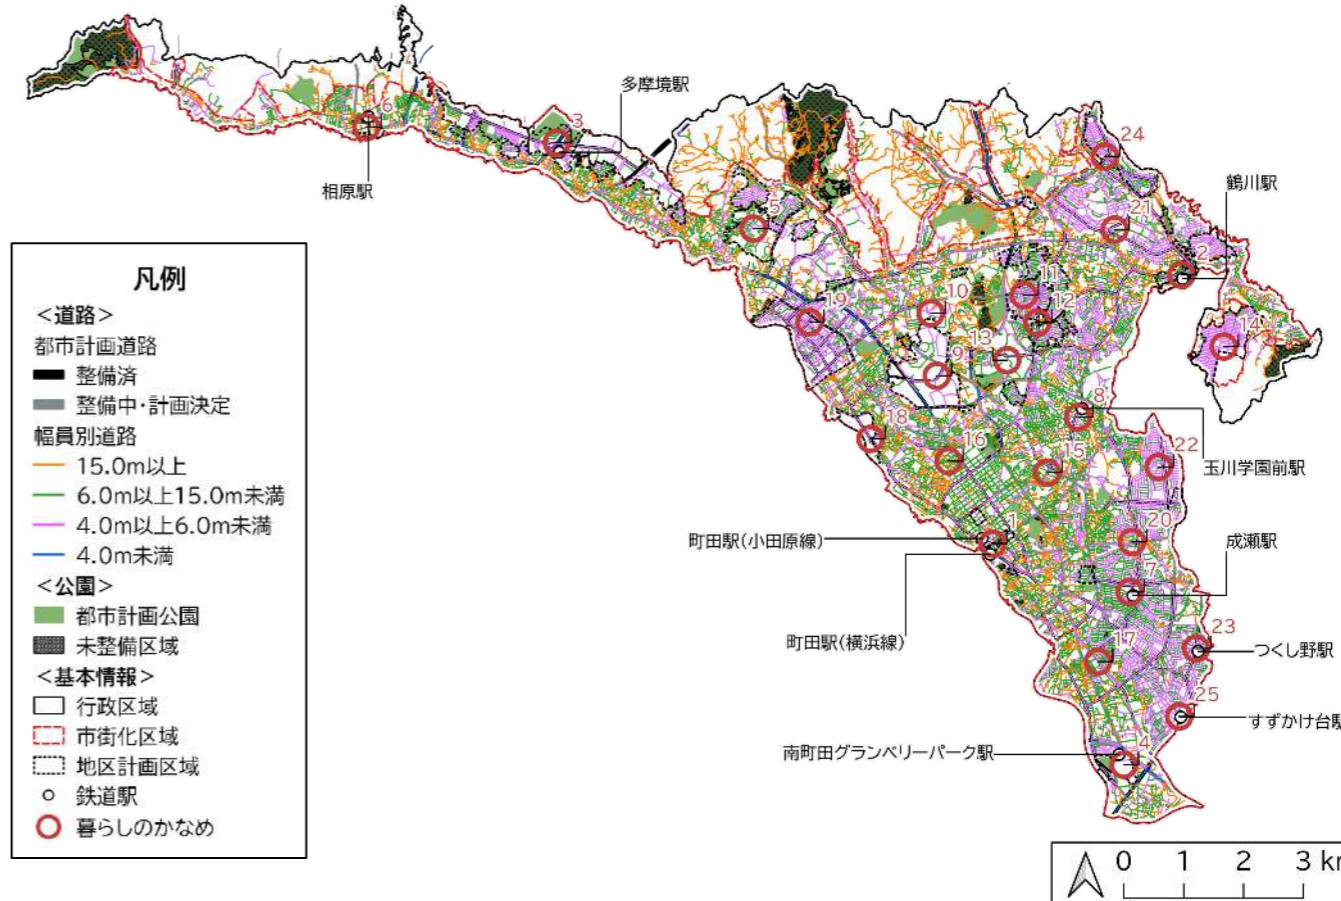 多摩境駅
24
6
3
相原駅
鶴川駅
5
21
2
凡例
11
<道路>
10
12
都市計画道路
19
14
整備済
13
9
整備中・計画決定
8
幅員別道路
18
15.0m以上
16
15
22
玉川学園前駅
6.0m以上15.0m未満
4.0m以上6.0m未満
町田駅(小田原線)
1
20
成瀬駅
4.0m未満
<公園>
7
都市計画公園
町田駅(横浜線)
23
未整備区域
17
つくし野駅
<基本情報>
行政区域
25
すずかけ台
市街化区域
南町田グランベリーパーク駅
4
地区計画区域
鉄道駅
暮らしのかなめ
0 1 2 3 k